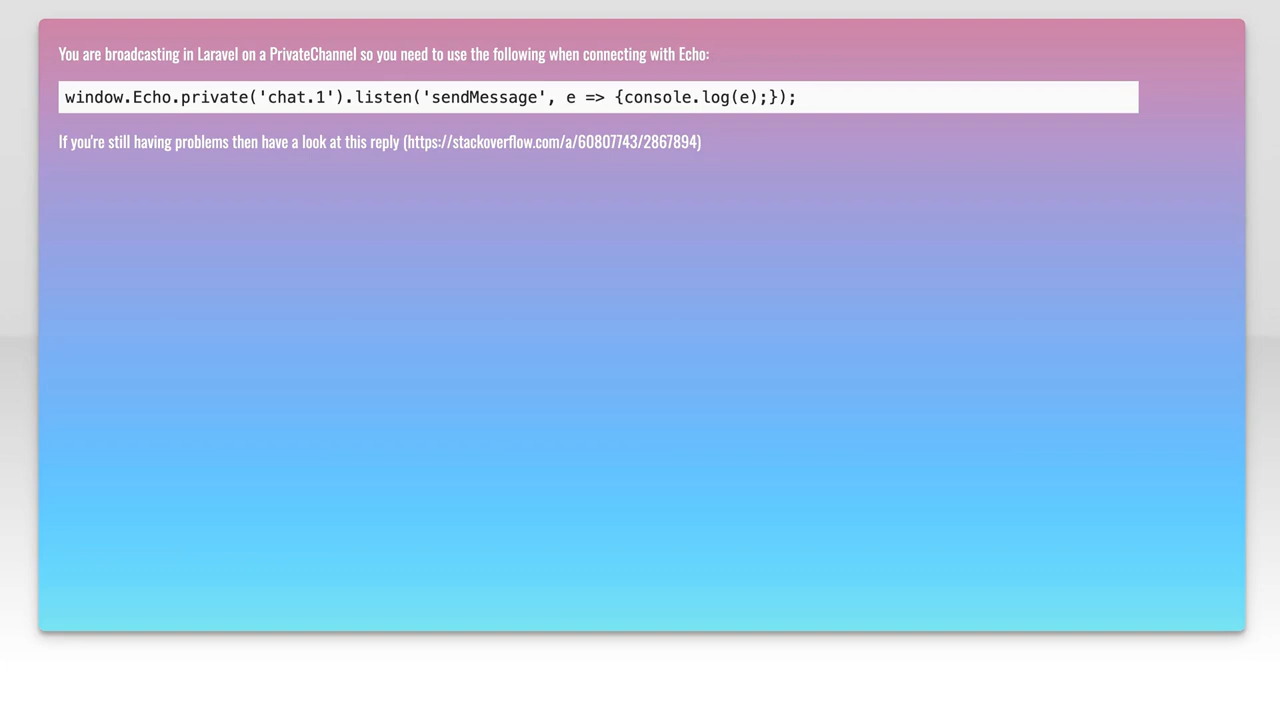 You are broadcasting in Laravel on a PrivateChannel so you need to use the following when connecting with Echo:
window.Echo.private('chat.1').listen('sendMessage', e => {console.log(e);});
If you're still having problems then have a look at this reply (https://stackoverflow.com/a/60807743/2867894)